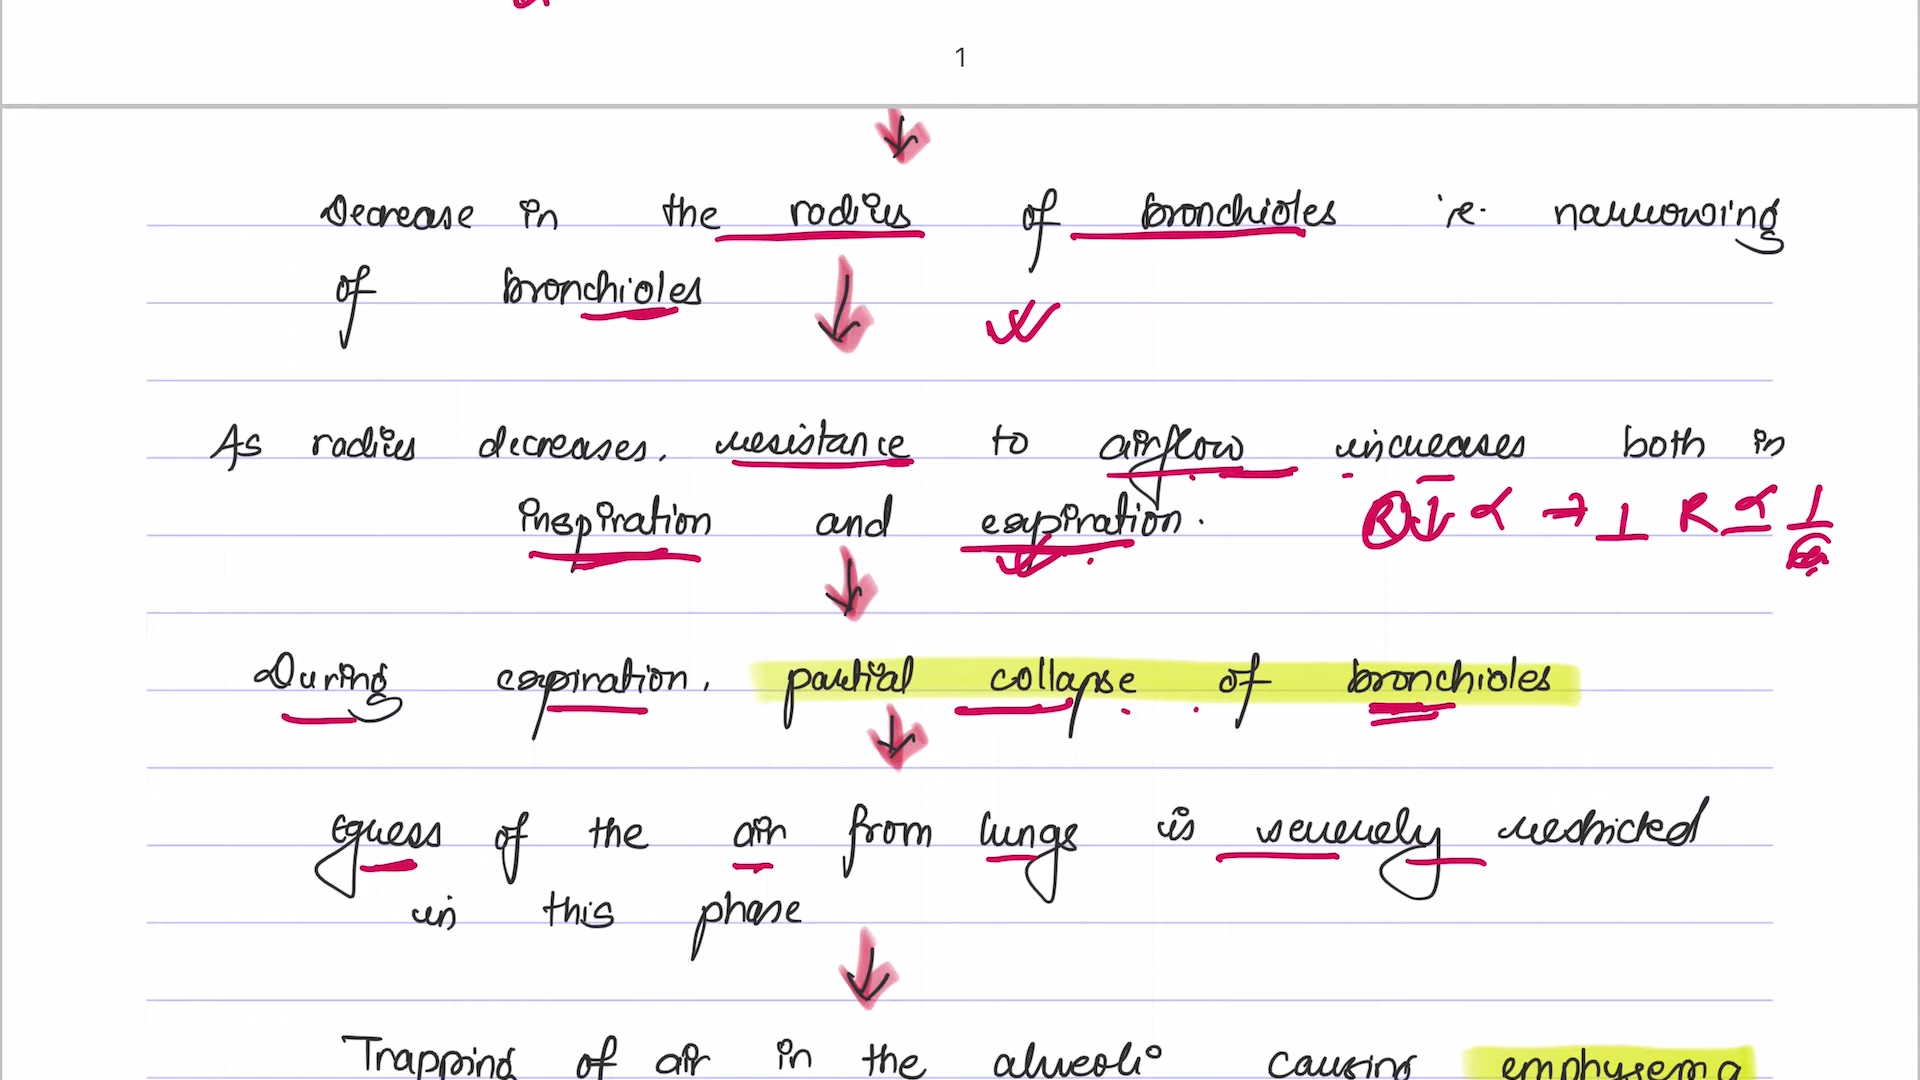 1
Decrease in the radius of bronchioles ie. narrowing
of bronchioles
As radius decreases, resistance to airflow increases both in
inspiration and expiration.
R ↓ α → ⊥ R α 1
During expiration, partial collapse of bronchioles
Egress of the air from lungs is severely restricted
in this phase
Trapping of air in the alveoli causing emphysema